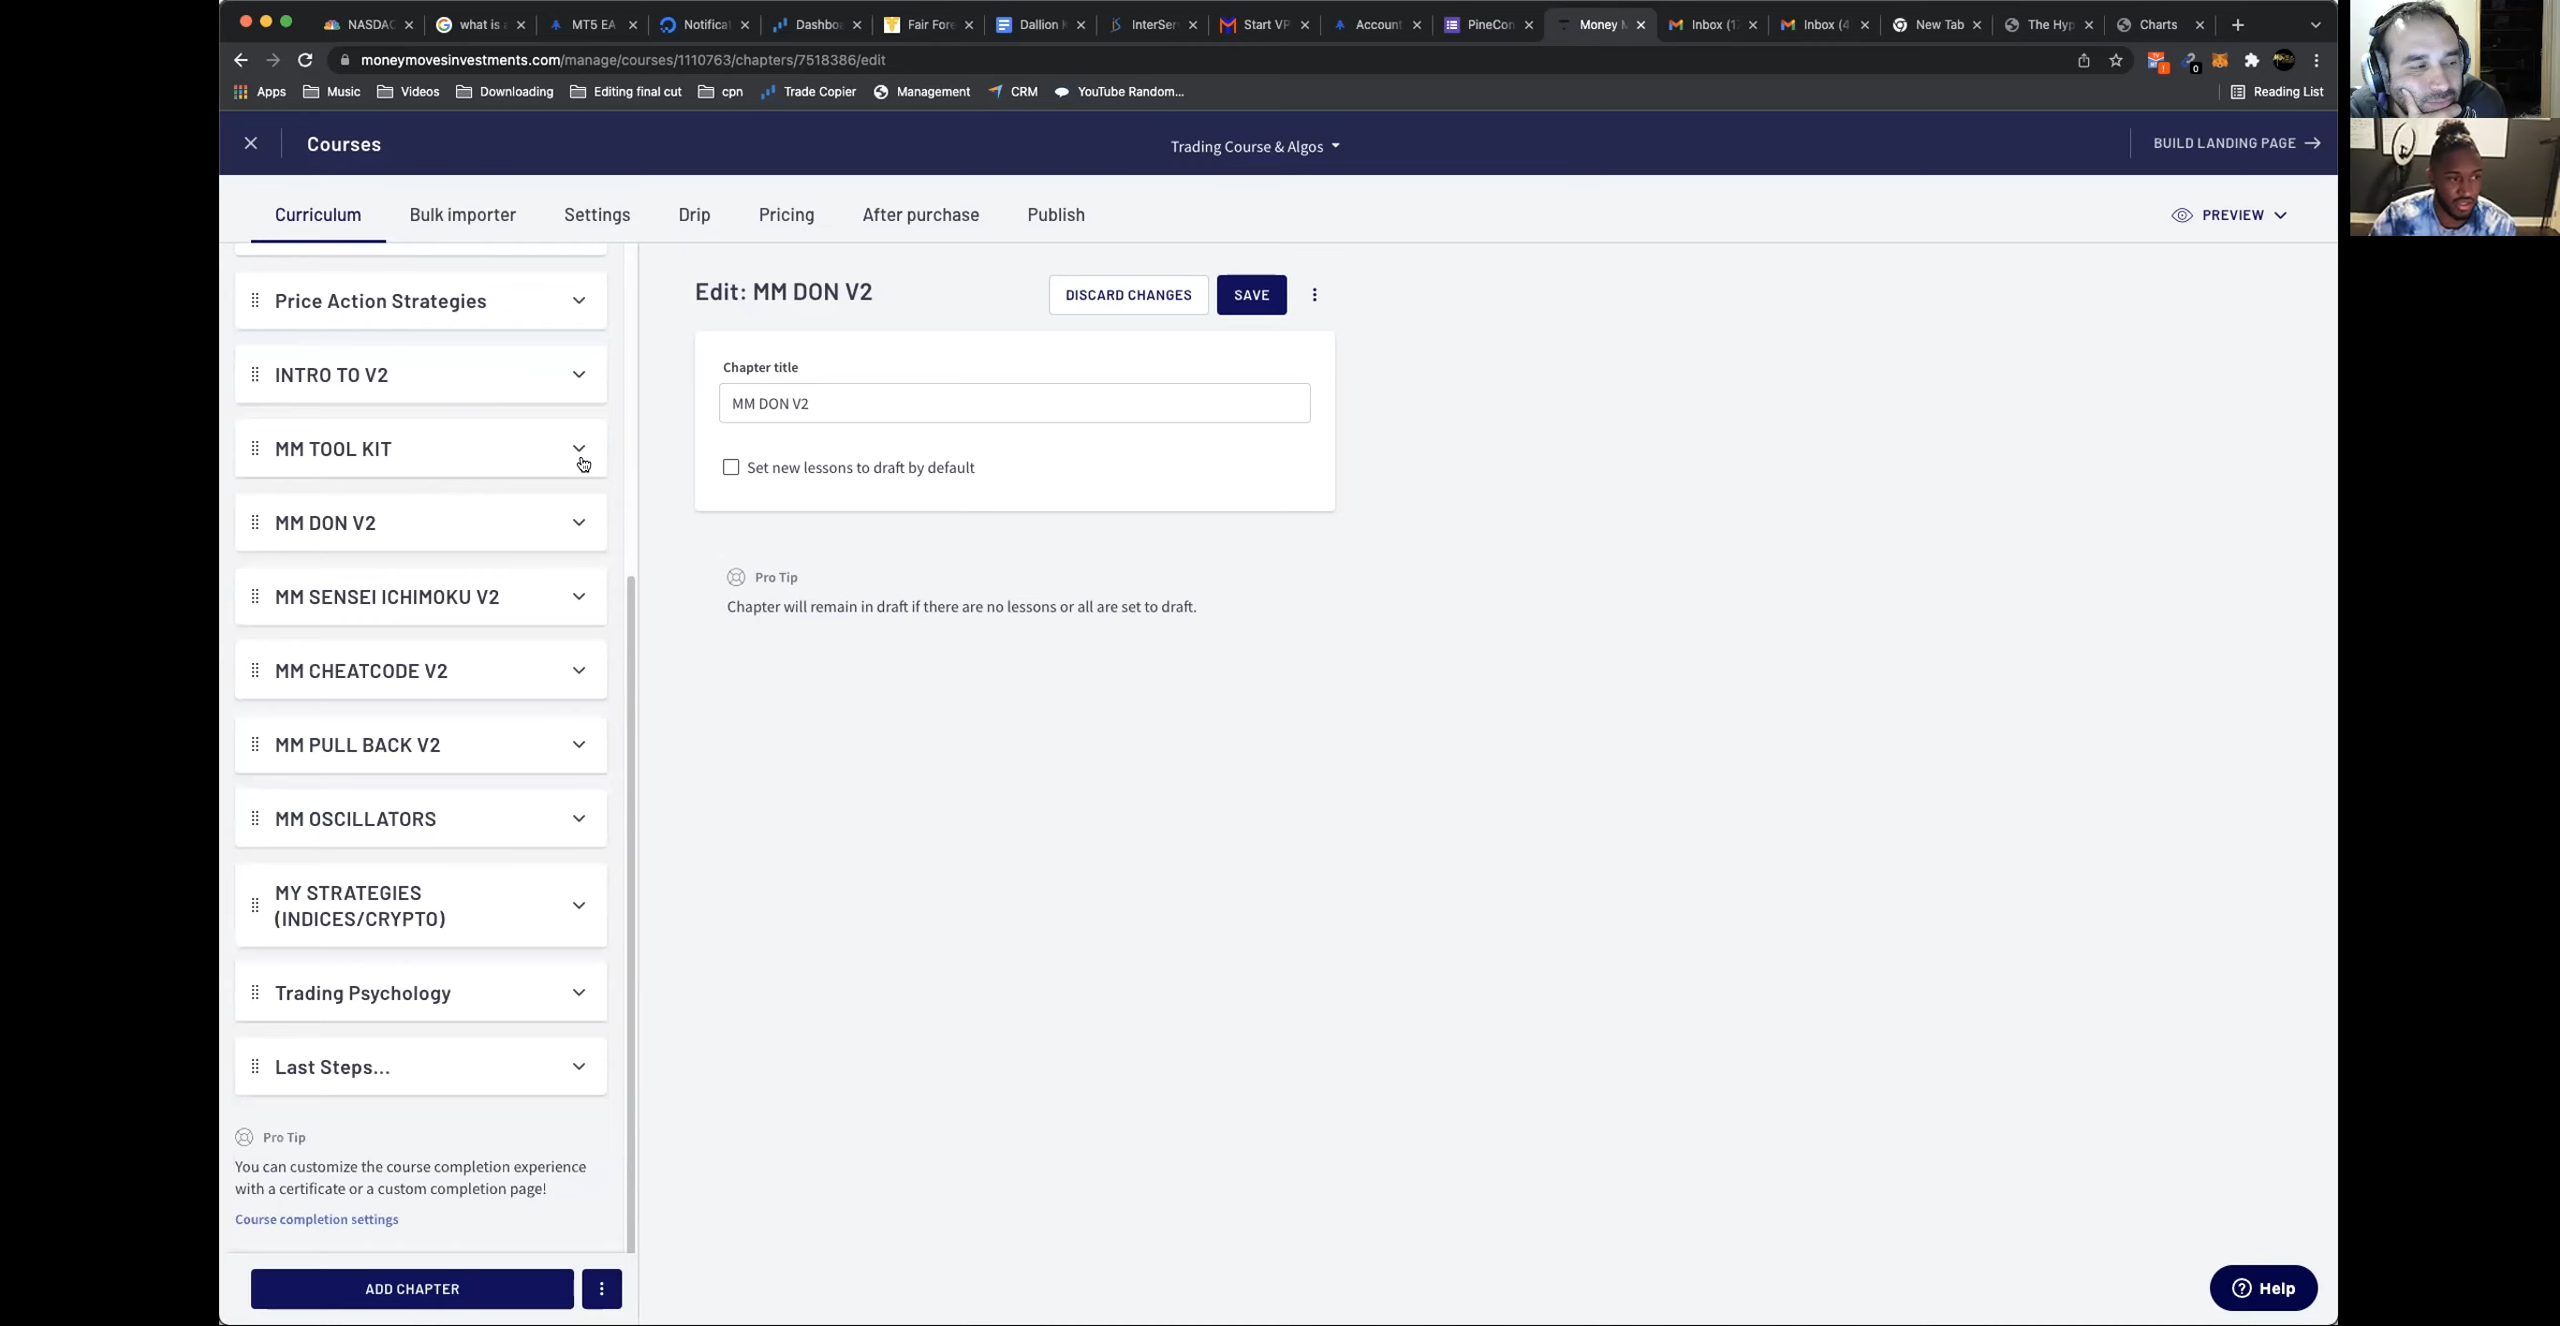 NASDAC
what is
MT5 EA
Notificat
Dashbo
Fair Fore
Dallion
InterSer
Start VP
Account
PineCon
Money
Inbox (1
Inbox (4
New Tab
The Hyp
Charts
moneymovesinvestments.com/manage/courses/1110763/chapters/7518386/edit
Apps
Music
Videos
Downloading
Editing final cut
cpn
Trade Copier
Management
CRM
YouTube Random...
Reading List
Courses
Trading Course & Algos
BUILD LANDING PAGE →
Curriculum
Bulk importer
Settings
Drip
Pricing
After purchase
Publish
PREVIEW
Price Action Strategies
INTRO TO V2
MM TOOL KIT
MM DON V2
MM SENSEI ICHIMOKU V2
MM CHEATCODE V2
MM PULL BACK V2
MM OSCILLATORS
MY STRATEGIES
(INDICES/CRYPTO)
Trading Psychology
Last Steps...
Pro Tip
You can customize the course completion experience
with a certificate or a custom completion page!
Course completion settings
ADD CHAPTER
Edit: MM DON V2
DISCARD CHANGES
SAVE
Chapter title
MM DON V2
Set new lessons to draft by default
Pro Tip
Chapter will remain in draft if there are no lessons or all are set to draft.
Help